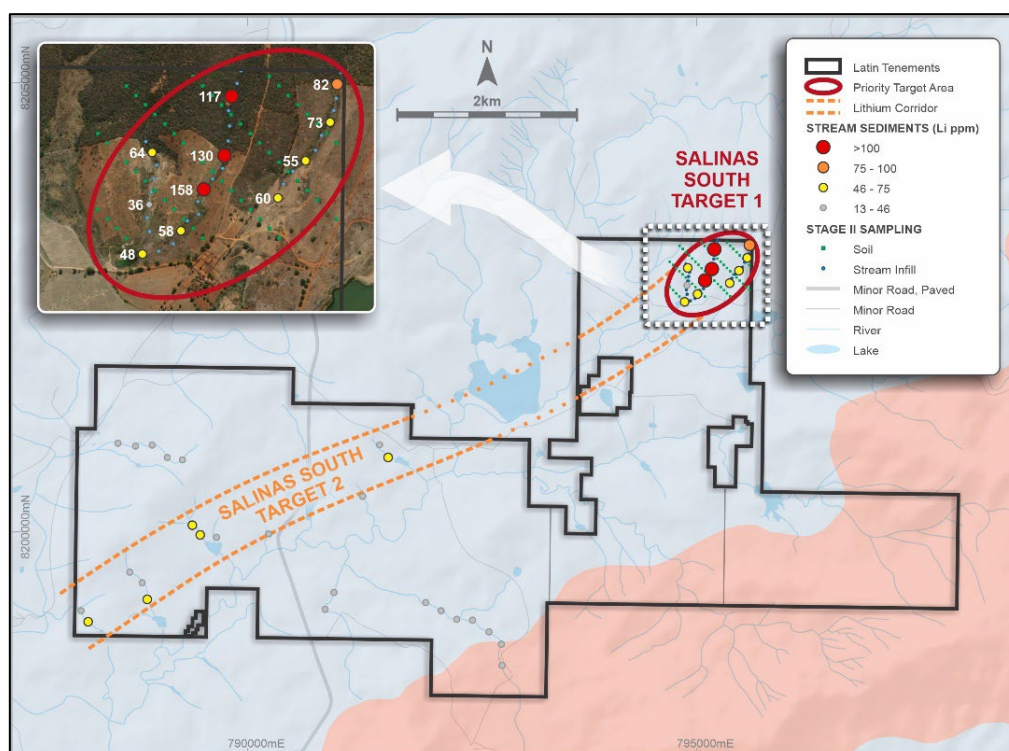 8205000mN
8200000mN
790000mE
795000mE
N
2km
82
117
73
130
64
55
158
36
60
58
48
SALINAS
SOUTH
TARGET 1
SALINAS SOUTH
TARGET 2
Latin Tenements
Priority Target Area
Lithium Corridor
STREAM SEDIMENTS (Li ppm)
>100
75 - 100
46 - 75
13 - 46
STAGE II SAMPLING
Soil
Stream Infill
Minor Road, Paved
Minor Road
River
Lake